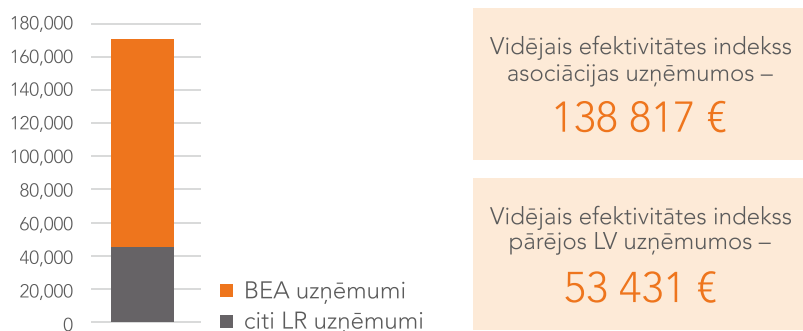 180,000
160,000
140,000
120,000
100,000
80,000
60,000
40,000
20,000
0
BEA uzņēmumi
citi LR uzņēmumi
Vidējais efektivitātes indekss
asociācijas uzņēmumos –
138 817 €
Vidējais efektivitātes indekss
pārējos LV uzņēmumos –
53 431 €